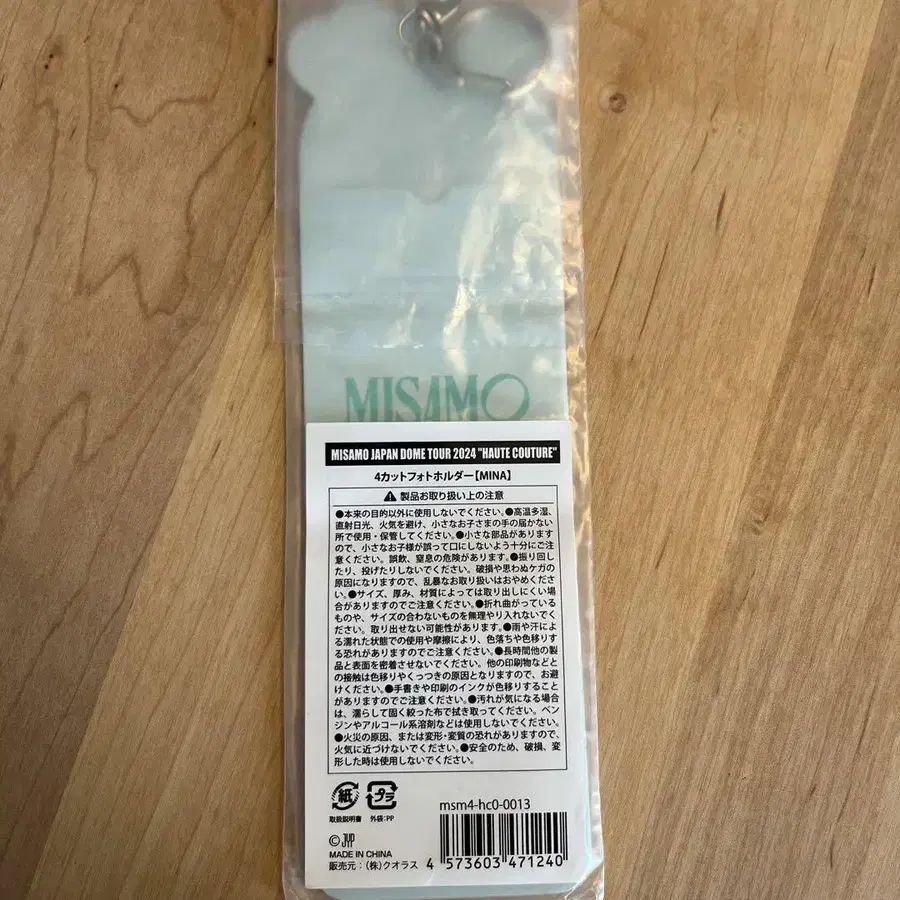 MISAMO
MISAMO JAPAN DOME TOUR 2024 "HAUTE COUTURE"
4カットフォトホルダー【MINA】
⚠ 製品お取り扱い上の注意
●本来の目的以外に使用しないでください。●高温多湿、
直射日光、火気を避け、小さなお子さまの手の届かない
所で使用・保管してください。●小さな部品があります
ので、小さなお子様が誤って口にしないよう十分にご注
意ください。誤飲、窒息の危険があります。●振り回し
たり、投げたりしないでください。破損や思わぬケガの
原因になりますので、乱暴なお取り扱いはおやめくださ
い。●サイズ、厚み、材質によっては取り出しにくい場
合がありますのでご注意ください。●折れ曲がっている
ものや、サイズの合わないものを無理やり入れないでく
ださい。取り出せない可能性があります。●雨や汗によ
る濡れた状態での使用や摩擦により、色落ちや色移りす
る恐れがありますのでご注意ください。●長時間他の製
品と表面を密着させないでください。他の印刷物などと
の接触は色移りやくっつきの原因となりますので、お避
けください。●手書きや印刷のインクが色移りすること
がありますのでご注意ください。●汚れが気になる場合
は、濡らして固く絞った布で拭き取ってください。ベン
ジンやアルコール系溶剤などは使用しないでください。
●火災の原因、または変形・変質の恐れがありますので、
火気に近づけないでください。●安全のため、破損、変
形した時は使用しないでください。
紙
取扱説明書
プラ
外袋:PP
msm4-hc0-0013
© JYP
MADE IN CHINA
販売元:(株)クオラス
4 573603 471240